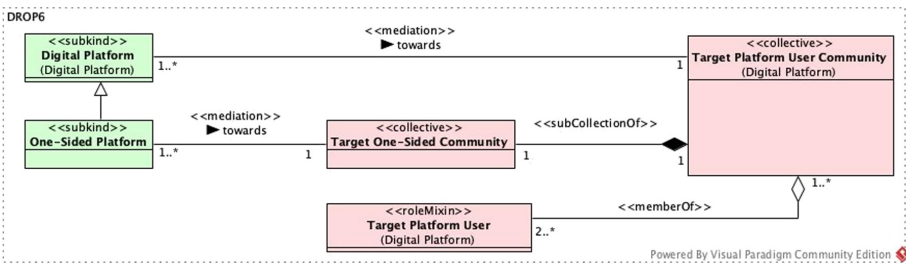 DROP6
<<subkind>>
Digital Platform
(Digital Platform)
1..*
<<mediation>>
▶ towards
1
<<collective>>
Target Platform User Community
(Digital Platform)
<<subkind>>
One-Sided Platform
1..*
<<mediation>>
▶ towards
1
<<collective>>
Target One-Sided Community
1
<<subCollectionOf>>
1
<<roleMixin>>
Target Platform User
(Digital Platform)
2..*
<<memberOf>>
1..*
Powered By Visual Paradigm Community Edition